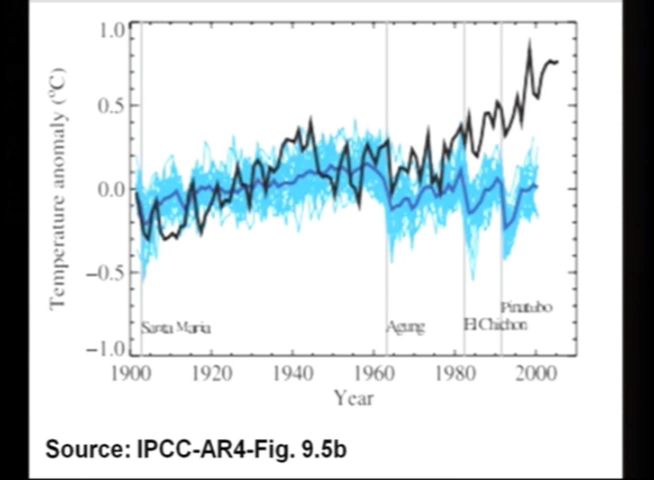 1.0
0.5
0.0
−0.5
−1.0
Temperature anomaly (°C)
Santa Maria
Agung
El Chichon
Pinatubo
1900 1920 1940 1960 1980 2000
Year
Source: IPCC-AR4-Fig. 9.5b